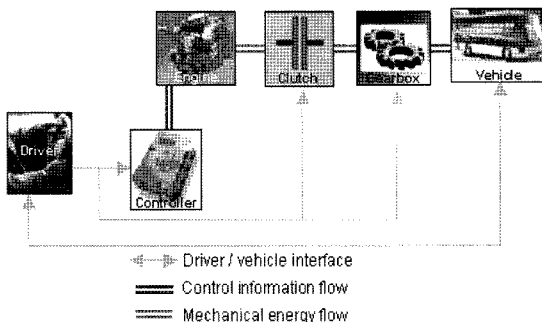 Engine
Clutch
Gearbox
Vehicle
Driver
Controller
Driver / vehicle interface
Control information flow
Mechanical energy flow